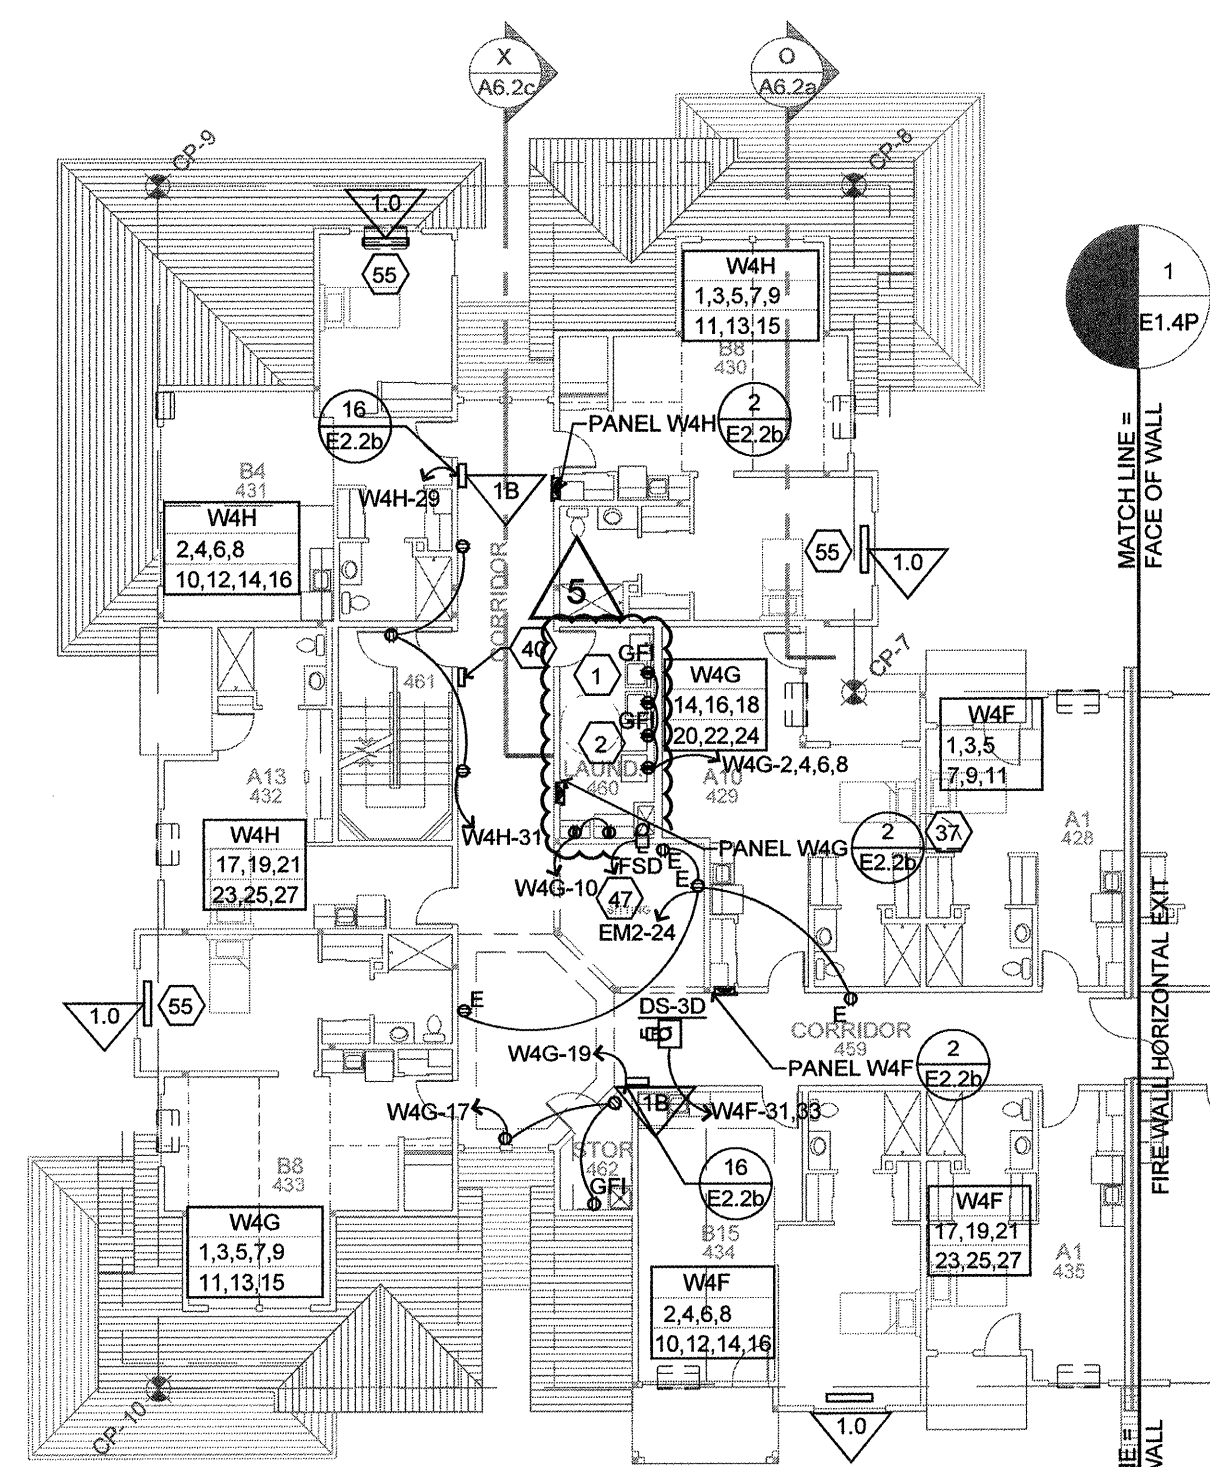 X
A6.2c
O
A6.2a
CP-9
CP-8
1.0
55
W4H
1,3,5,7,9
11,13,15
B8
430
1
E1.4P
16
E2.2b
PANEL W4H
2
E2.2b
MATCH LINE =
FACE OF WALL
B4
431
W4H-29
1B
W4H
2,4,6,8
10,12,14,16
CORRIDOR
5
55
1.0
40
461
GFI
1
W4G
14,16,18
20,22,24
CP-7
GFI
2
W4G-2,4,6,8
LAUND.
460
A10
429
W4F
1,3,5
7,9,11
A13
432
W4H
17,19,21
23,25,27
W4H-31
PANEL W4G
2
E2.2b
37
A1
428
E
FSD
E
W4G-10
47
SITTING
E
EM2-24
1.0
55
E
DS-3D
E
CORRIDOR
459
FIRE WALL HORIZONTAL EXIT
W4G-19
PANEL W4F
2
E2.2b
W4G-17
1B
W4F-31,33
STOR
462
GFI
16
E2.2b
B8
433
W4G
1,3,5,7,9
11,13,15
B15
434
W4F
17,19,21
23,25,27
A1
435
W4F
2,4,6,8
10,12,14,16
CP-10
1.0
NE =
WALL